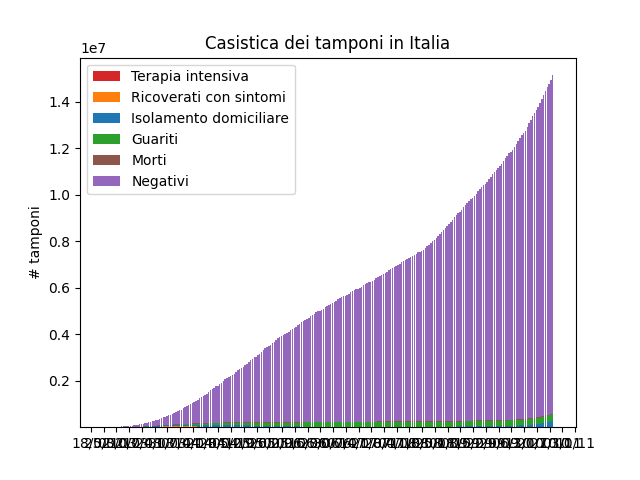 Casistica dei tamponi in Italia
1e7
Terapia intensiva
Ricoverati con sintomi
Isolamento domiciliare
Guariti
Morti
Negativi
1.4
1.2
1.0
0.8
0.6
0.4
0.2
# tamponi